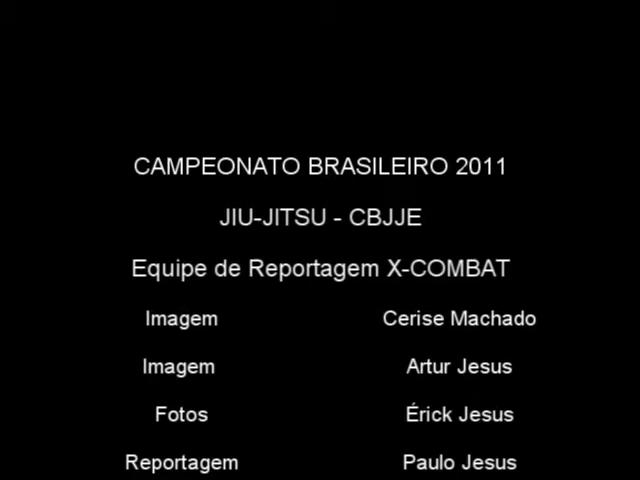 CAMPEONATO BRASILEIRO 2011
JIU-JITSU - CBJJE
Equipe de Reportagem X-COMBAT
Imagem Cerise Machado
Imagem Artur Jesus
Fotos Érick Jesus
Reportagem Paulo Jesus